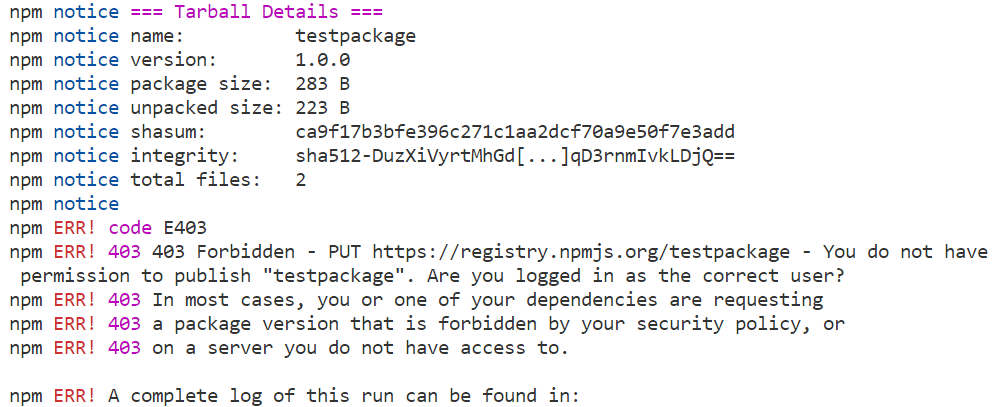 npm notice === Tarball Details ===
npm notice name:          testpackage
npm notice version:       1.0.0
npm notice package size:  283 B
npm notice unpacked size: 223 B
npm notice shasum:        ca9f17b3bfe396c271c1aa2dcf70a9e50f7e3add
npm notice integrity:     sha512-DuzXiVyrtMhGd[...]qD3rnmIvkLDjQ==
npm notice total files:   2
npm notice
npm ERR! code E403
npm ERR! 403 403 Forbidden - PUT https://registry.npmjs.org/testpackage - You do not have
permission to publish "testpackage". Are you logged in as the correct user?
npm ERR! 403 In most cases, you or one of your dependencies are requesting
npm ERR! 403 a package version that is forbidden by your security policy, or
npm ERR! 403 on a server you do not have access to.
npm ERR! A complete log of this run can be found in: